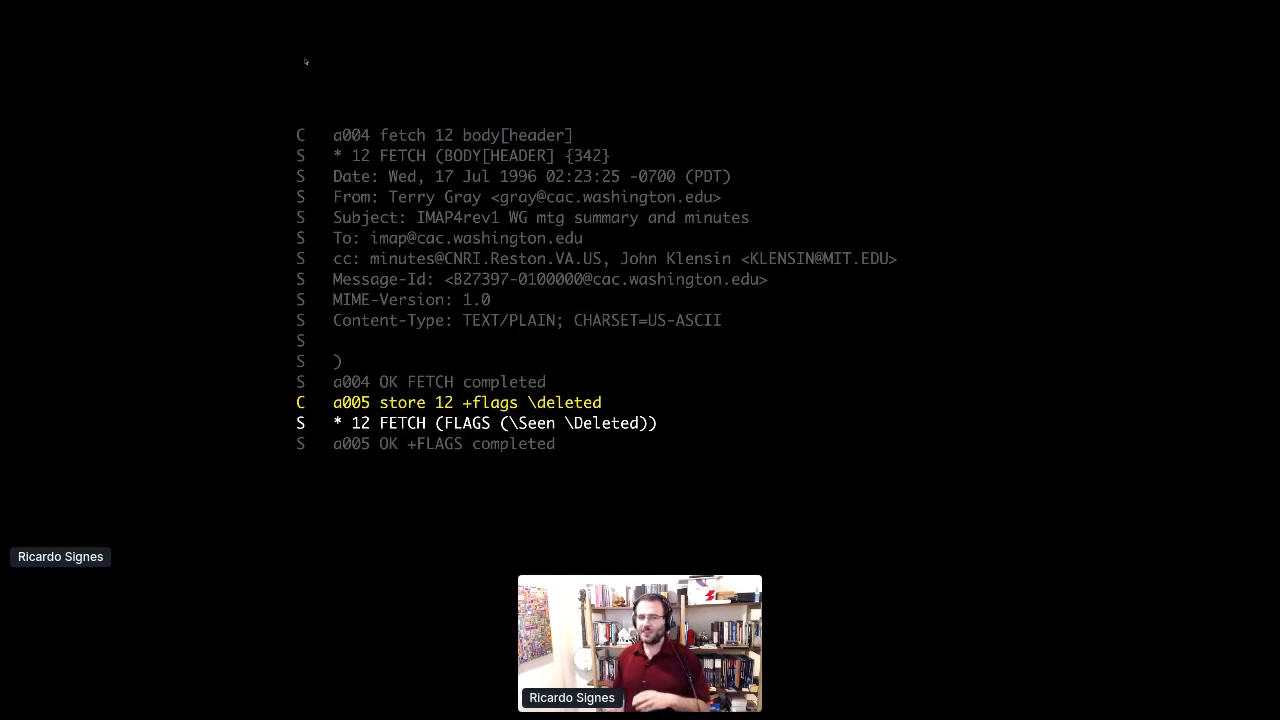 C a004 fetch 12 body[header]
S * 12 FETCH (BODY[HEADER] {342}
S Date: Wed, 17 Jul 1996 02:23:25 -0700 (PDT)
S From: Terry Gray <gray@cac.washington.edu>
S Subject: IMAP4rev1 WG mtg summary and minutes
S To: imap@cac.washington.edu
S cc: minutes@CNRI.Reston.VA.US, John Klensin <KLENSIN@MIT.EDU>
S Message-Id: <B27397-0100000@cac.washington.edu>
S MIME-Version: 1.0
S Content-Type: TEXT/PLAIN; CHARSET=US-ASCII
S
S )
S a004 OK FETCH completed
C a005 store 12 +flags \deleted
S * 12 FETCH (FLAGS (\Seen \Deleted))
S a005 OK +FLAGS completed
Ricardo Signes
Ricardo Signes